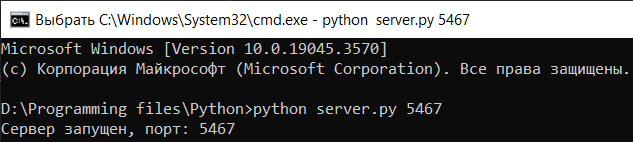 Выбрать C:\Windows\System32\cmd.exe - python  server.py 5467
Microsoft Windows [Version 10.0.19045.3570]
(c) Корпорация Майкрософт (Microsoft Corporation). Все права защищены.
D:\Programming files\Python>python server.py 5467
Сервер запущен, порт: 5467